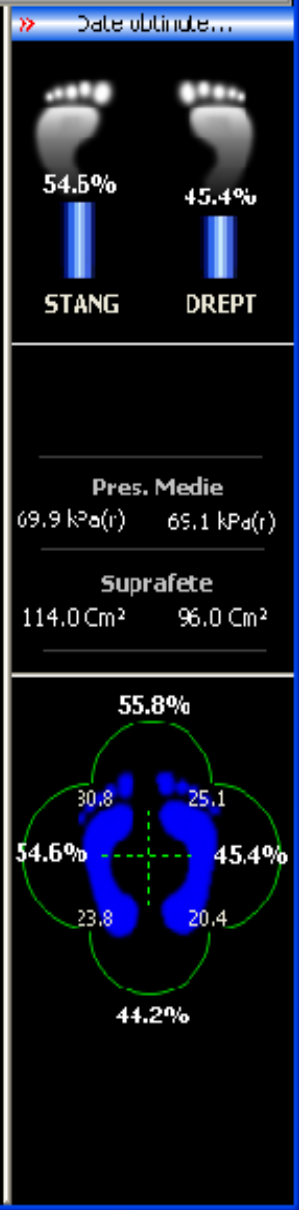 » Date obtinute...
54.6% 45.4%
STANG DREPT
Pres. Medie
69.9 kPa(r) 69.1 kPa(r)
Suprafete
114.0 Cm² 96.0 Cm²
55.8%
30.8 25.1
54.6% 45.4%
23.8 20.4
44.2%